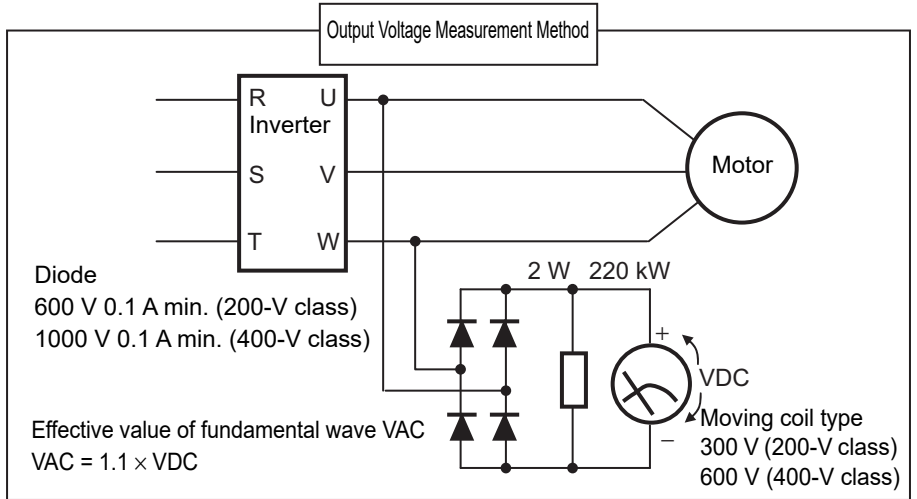 Output Voltage Measurement Method
R U
Inverter
S V
T W
Motor
Diode
600 V 0.1 A min. (200-V class)
1000 V 0.1 A min. (400-V class)
2 W 220 kW
+
VDC
−
Moving coil type
300 V (200-V class)
600 V (400-V class)
Effective value of fundamental wave VAC
VAC = 1.1 × VDC